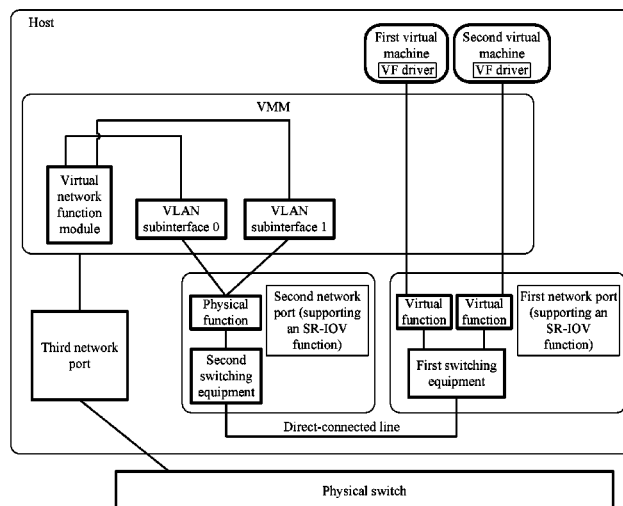 Host
First virtual
machine
VF driver
Second virtual
machine
VF driver
VMM
Virtual
network
function
module
VLAN
subinterface 0
VLAN
subinterface 1
Physical
function
Second network
port (supporting
an SR-IOV
function)
Second
switching
equipment
Virtual
function
Virtual
function
First network port
(supporting an
SR-IOV
function)
First switching
equipment
Third network
port
Direct-connected line
Physical switch